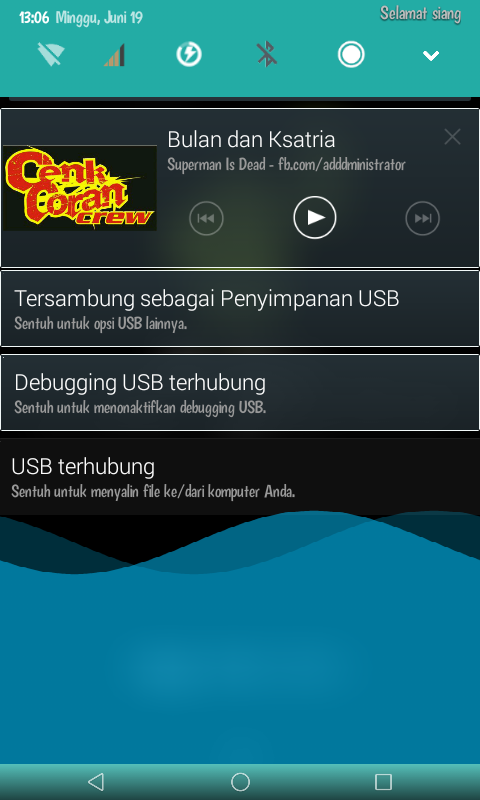 13:06 Minggu, Juni 19
Selamat siang
Bulan dan Ksatria
Superman Is Dead - fb.com/adddministrator
Cenk
Coran
crew
Tersambung sebagai Penyimpanan USB
Sentuh untuk opsi USB lainnya.
Debugging USB terhubung
Sentuh untuk menonaktifkan debugging USB.
USB terhubung
Sentuh untuk menyalin file ke/dari komputer Anda.